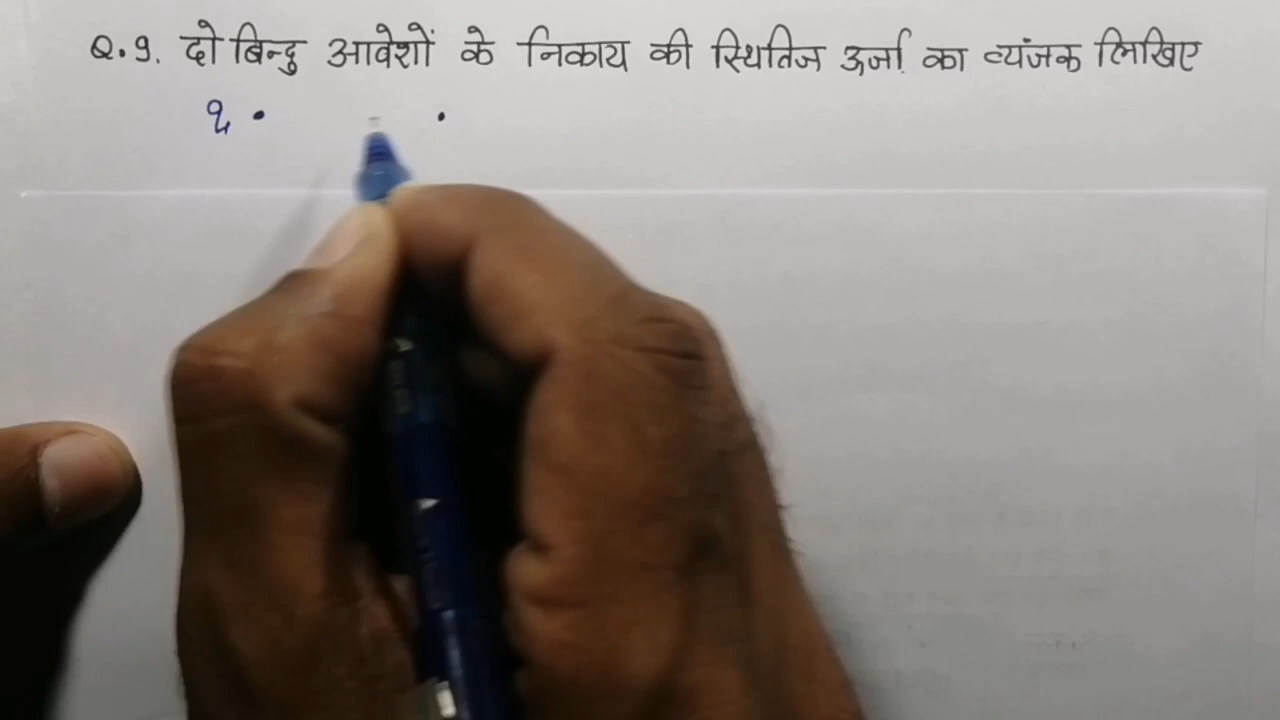 Q.9. दो बिन्दु आवेशों के निकाय की स्थितिज ऊर्जा का व्यंजक लिखिए